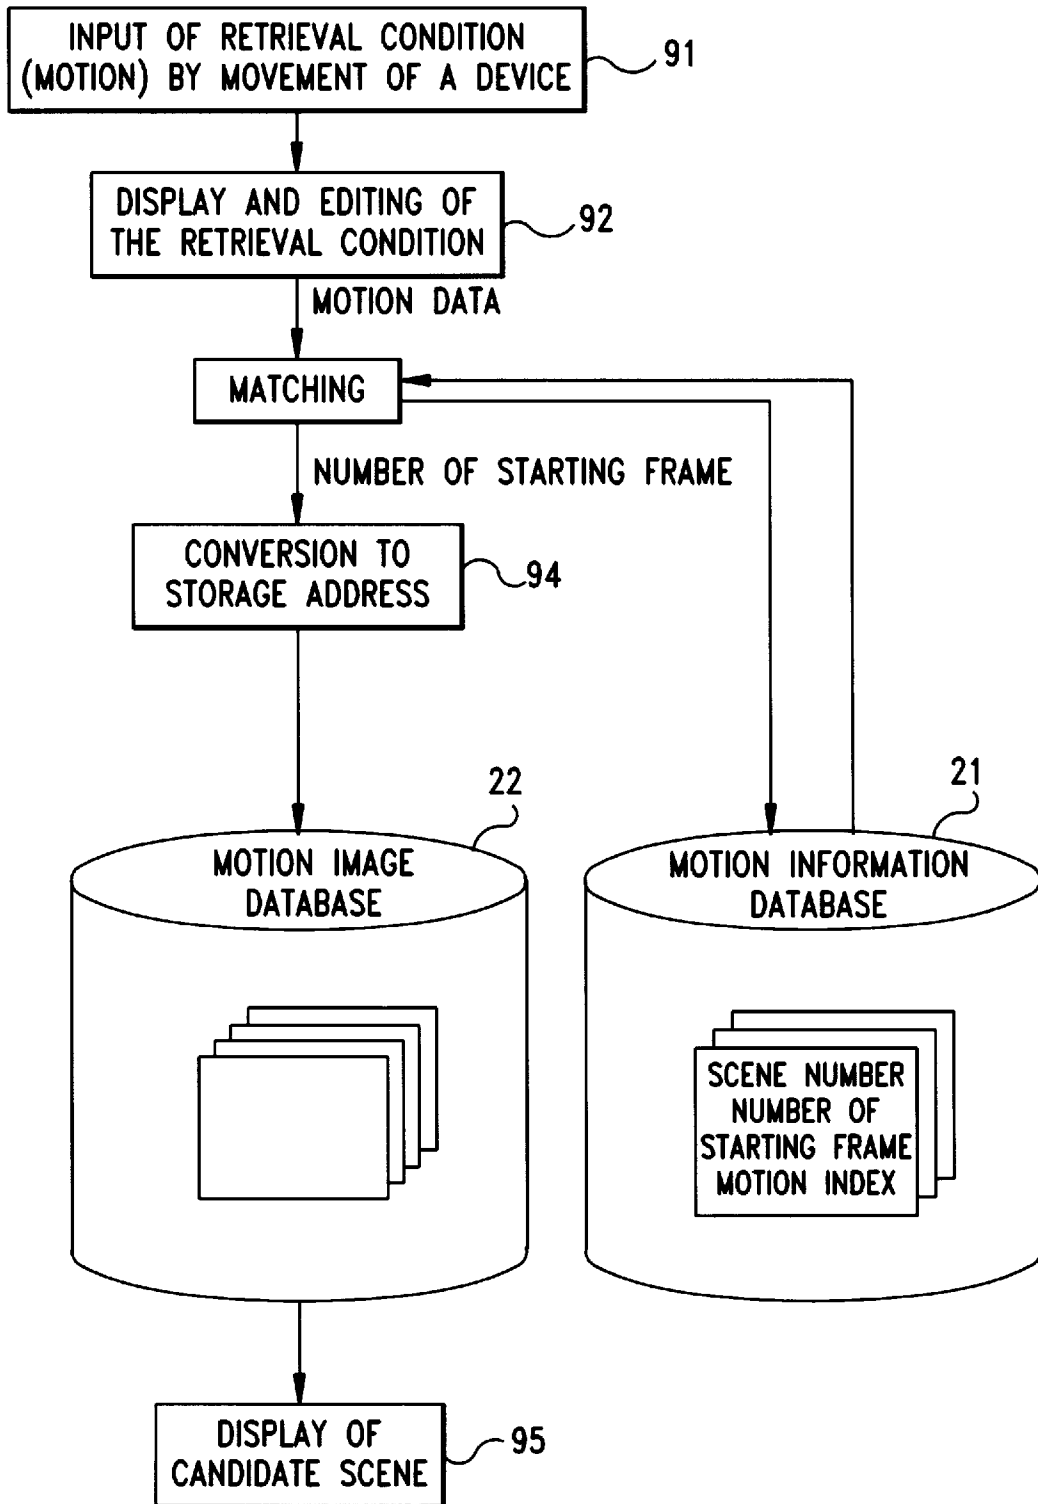 INPUT OF RETRIEVAL CONDITION
(MOTION) BY MOVEMENT OF A DEVICE
91
DISPLAY AND EDITING OF
THE RETRIEVAL CONDITION
92
MOTION DATA
MATCHING
NUMBER OF STARTING FRAME
CONVERSION TO
STORAGE ADDRESS
94
22
MOTION IMAGE
DATABASE
21
MOTION INFORMATION
DATABASE
SCENE NUMBER
NUMBER OF
STARTING FRAME
MOTION INDEX
DISPLAY OF
CANDIDATE SCENE
95